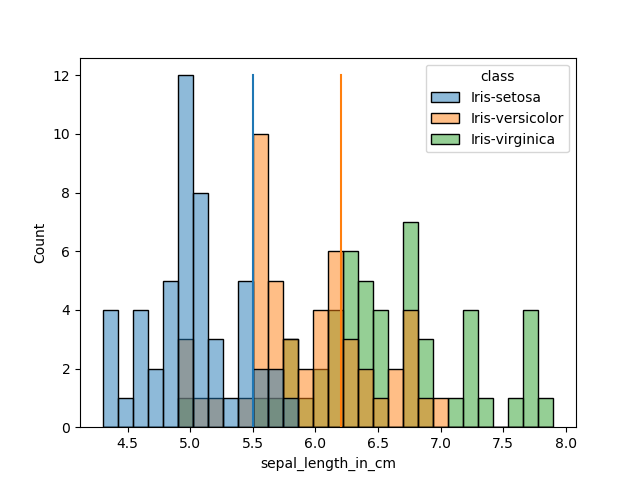 12
10
8
6
4
2
0
Count
class
Iris-setosa
Iris-versicolor
Iris-virginica
4.5 5.0 5.5 6.0 6.5 7.0 7.5 8.0
sepal_length_in_cm